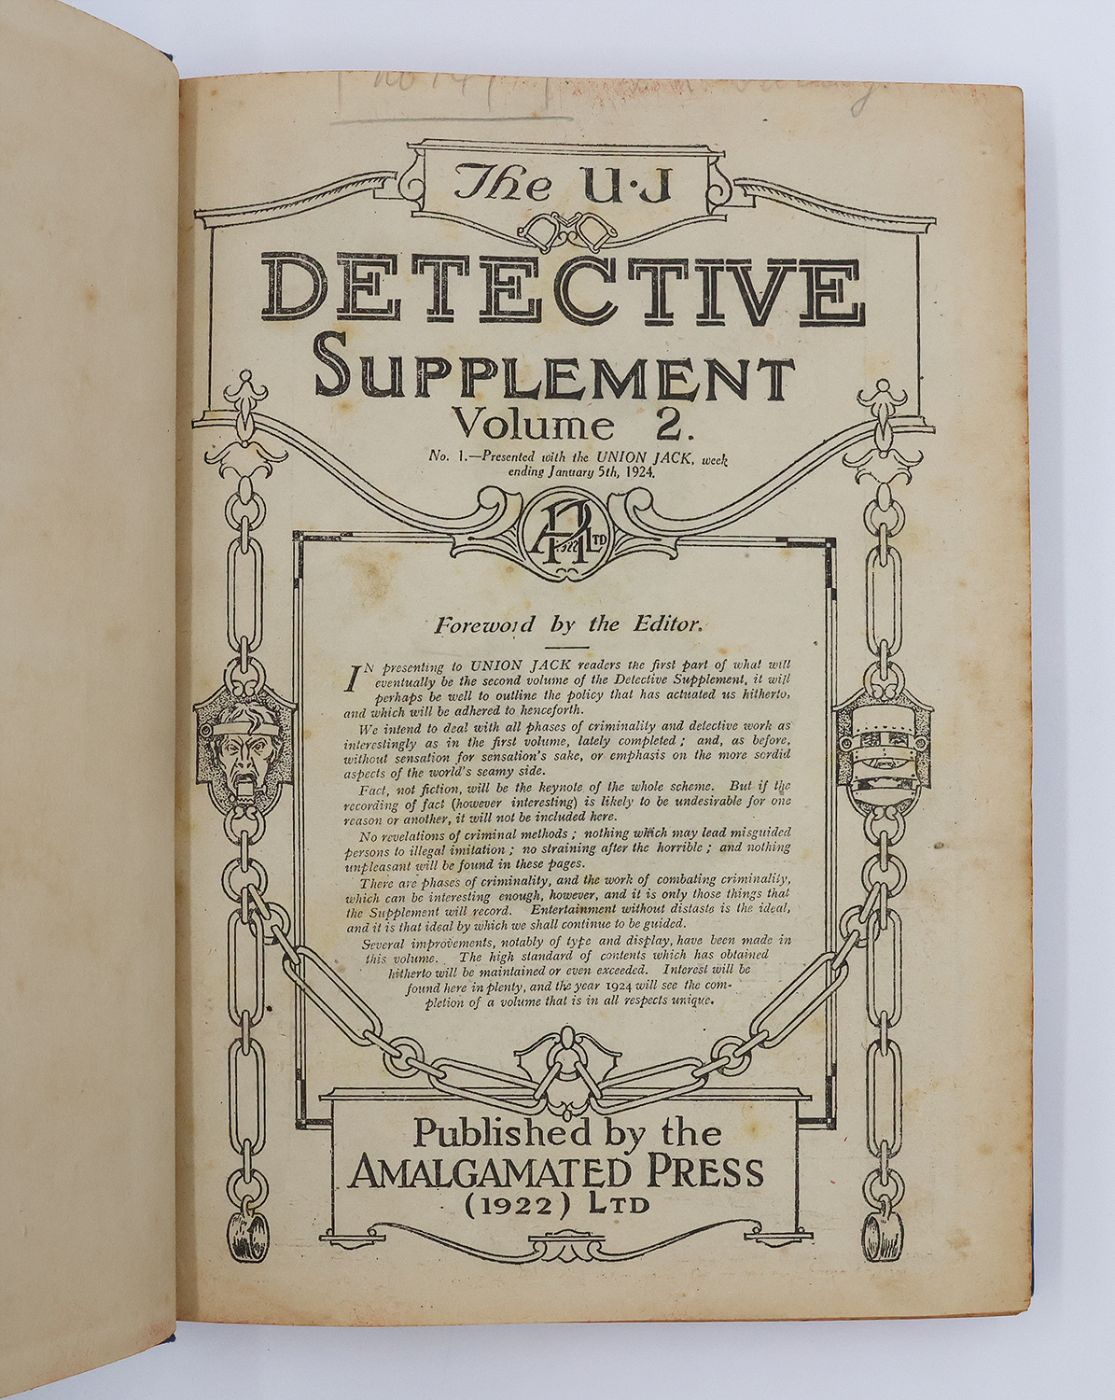 The U·J
DETECTIVE
SUPPLEMENT
Volume 2.
No. 1.—Presented with the UNION JACK, week
ending January 5th, 1924.
LTD
Foreword by the Editor.
IN presenting to UNION JACK readers the first part of what will
eventually be the second volume of the Detective Supplement, it will
perhaps be well to outline the policy that has actuated us hitherto,
and which will be adhered to henceforth.
We intend to deal with all phases of criminality and detective work as
interestingly as in the first volume, lately completed; and, as before,
without sensation for sensation's sake, or emphasis on the more sordid
aspects of the world's seamy side.
Fact, not fiction, will be the keynote of the whole scheme. But if the
recording of fact (however interesting) is likely to be undesirable for one
reason or another, it will not be included here.
No revelations of criminal methods; nothing which may lead misguided
persons to illegal imitation; no straining after the horrible; and nothing
unpleasant will be found in these pages.
There are phases of criminality, and the work of combating criminality,
which can be interesting enough, however, and it is only those things that
the Supplement will record. Entertainment without distaste is the ideal,
and it is that ideal by which we shall continue to be guided.
Several improvements, notably of type and display, have been made in
this volume. The high standard of contents which has obtained
hitherto will be maintained or even exceeded. Interest will be
found here in plenty, and the year 1924 will see the com-
pletion of a volume that is in all respects unique.
Published by the
AMALGAMATED PRESS
(1922) LTD